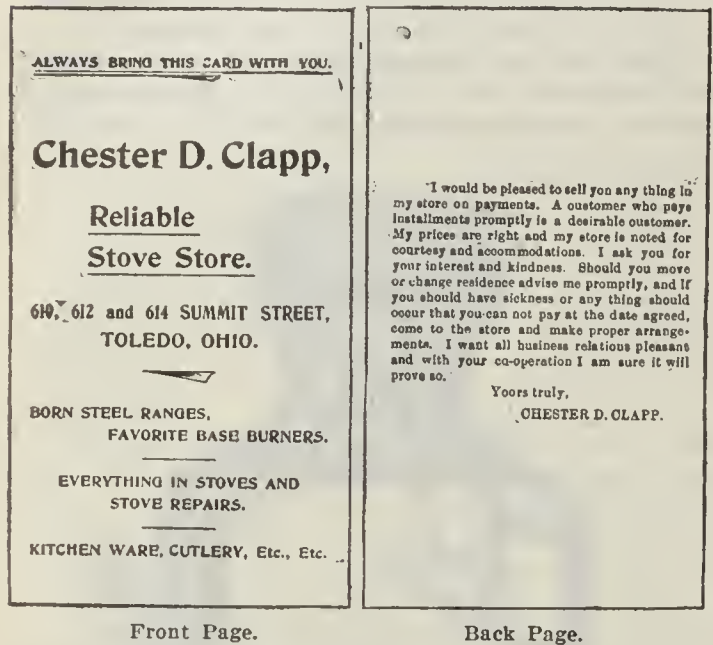 ALWAYS BRING THIS CARD WITH YOU.
Chester D. Clapp,
Reliable
Stove Store.
610, 612 and 614 SUMMIT STREET,
TOLEDO, OHIO.
BORN STEEL RANGES,
FAVORITE BASE BURNERS.
EVERYTHING IN STOVES AND
STOVE REPAIRS.
KITCHEN WARE, CUTLERY, Etc., Etc.
Front Page.
"I would be pleased to sell you any thing in
my store on payments. A customer who pays
installments promptly is a desirable customer.
My prices are right and my store is noted for
courtesy and accommodations. I ask you for
your interest and kindness. Should you move
or change residence advise me promptly, and if
you should have sickness or any thing should
occur that you can not pay at the date agreed,
come to the store and make proper arrange-
ments. I want all business relations pleasant
and with your co-operation I am sure it will
prove so.
Yours truly,
CHESTER D. CLAPP.
Back Page.